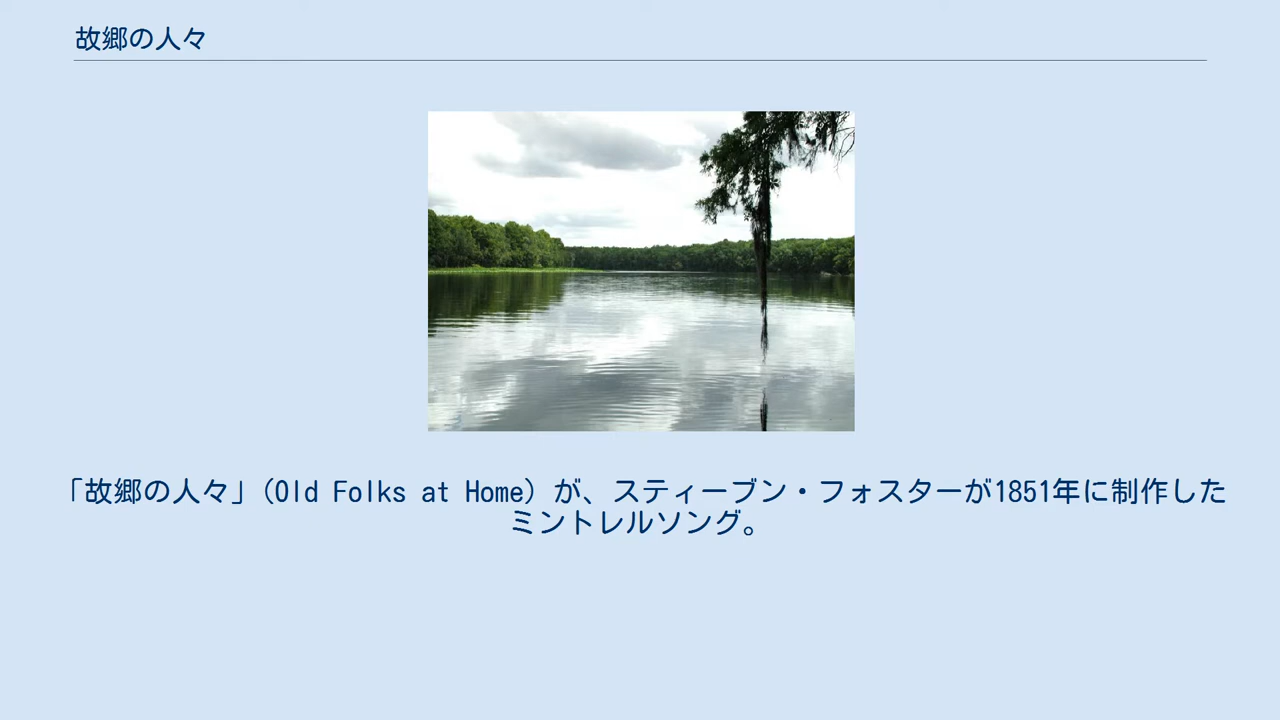 故郷の人々
「故郷の人々」(Old Folks at Home) が、スティーブン・フォスターが1851年に制作した
ミントレルソング。